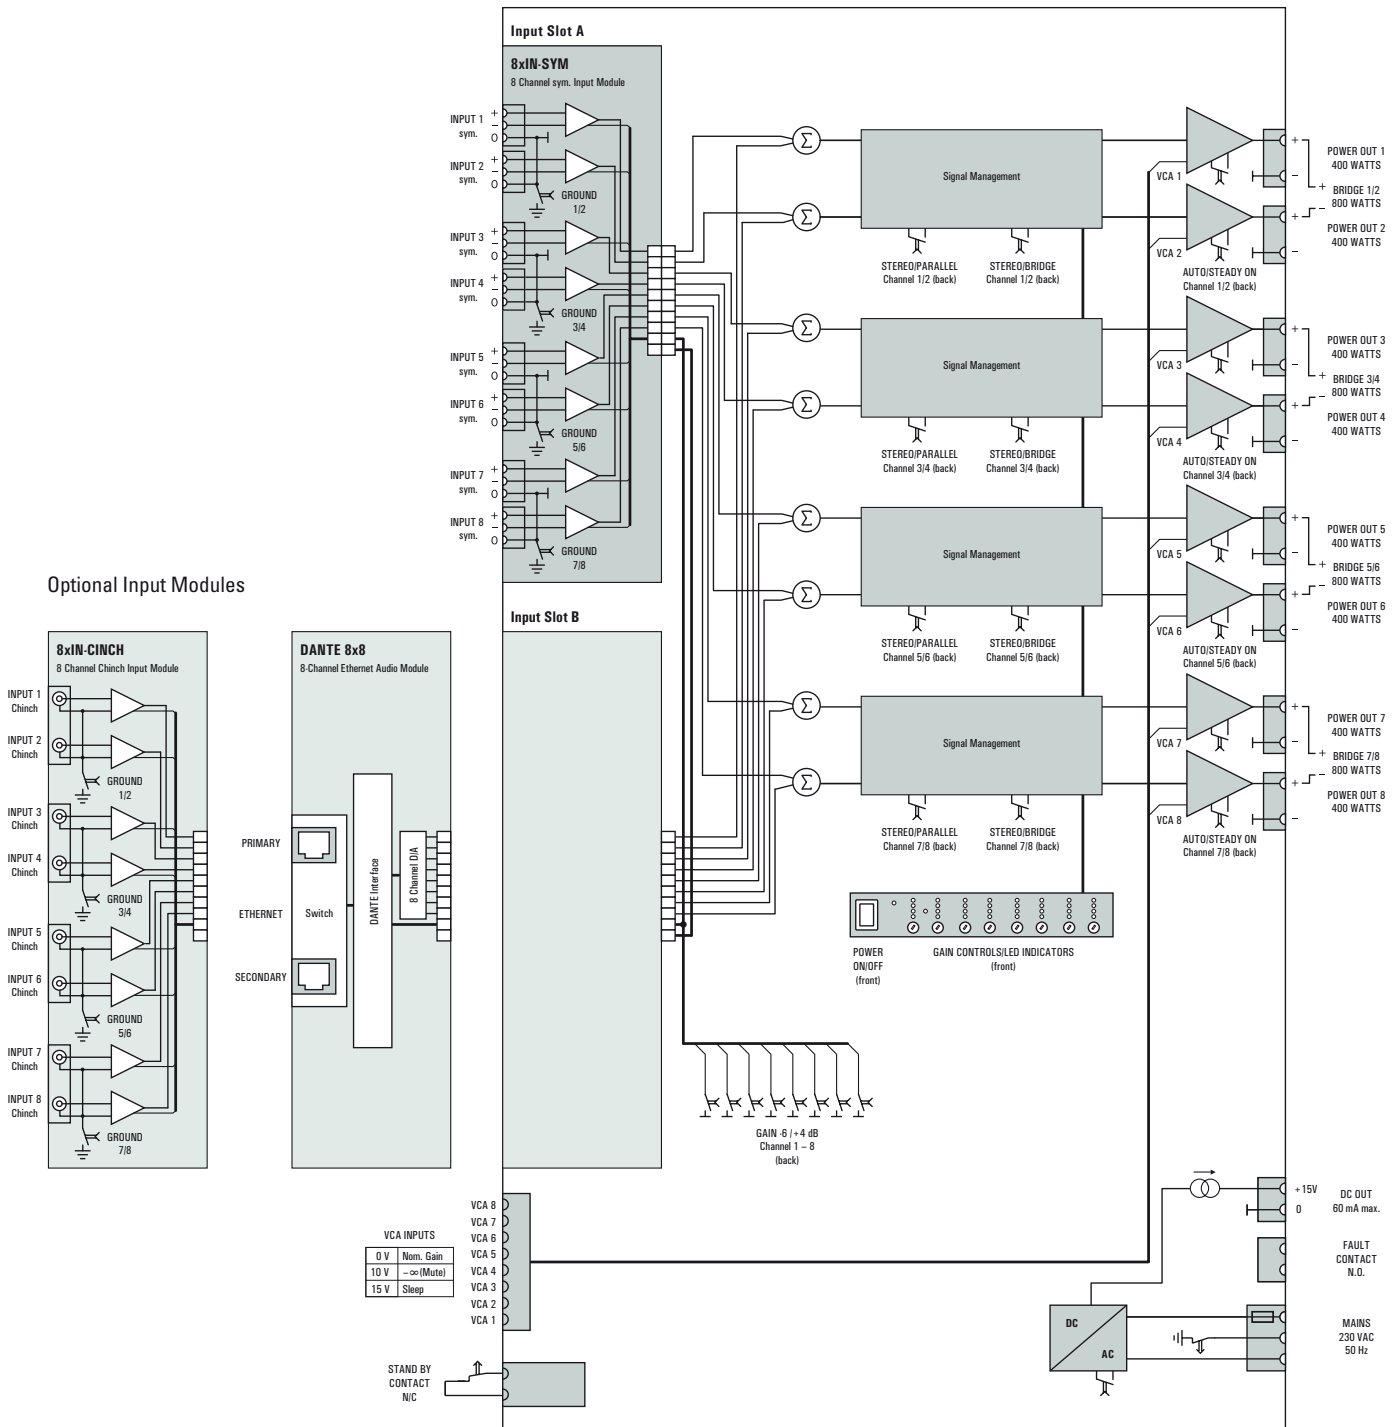 Input Slot A
8xIN-SYM
8 Channel sym. Input Module
INPUT 1
sym.
+
−
0
INPUT 2
sym.
+
−
0
GROUND
1/2
INPUT 3
sym.
+
−
0
INPUT 4
sym.
+
−
0
GROUND
3/4
INPUT 5
sym.
+
−
0
INPUT 6
sym.
+
−
0
GROUND
5/6
INPUT 7
sym.
+
−
0
INPUT 8
sym.
+
−
0
GROUND
7/8
Σ
Σ
Signal Management
STEREO/PARALLEL
Channel 1/2 (back)
STEREO/BRIDGE
Channel 1/2 (back)
VCA 1
VCA 2
AUTO/STEADY ON
Channel 1/2 (back)
+
−
+
−
POWER OUT 1
400 WATTS
+ BRIDGE 1/2
− 800 WATTS
POWER OUT 2
400 WATTS
Σ
Σ
Signal Management
STEREO/PARALLEL
Channel 3/4 (back)
STEREO/BRIDGE
Channel 3/4 (back)
VCA 3
VCA 4
AUTO/STEADY ON
Channel 3/4 (back)
+
−
+
−
POWER OUT 3
400 WATTS
+ BRIDGE 3/4
− 800 WATTS
POWER OUT 4
400 WATTS
Σ
Σ
Signal Management
STEREO/PARALLEL
Channel 5/6 (back)
STEREO/BRIDGE
Channel 5/6 (back)
VCA 5
VCA 6
AUTO/STEADY ON
Channel 5/6 (back)
+
−
+
−
POWER OUT 5
400 WATTS
+ BRIDGE 5/6
− 800 WATTS
POWER OUT 6
400 WATTS
Σ
Σ
Signal Management
STEREO/PARALLEL
Channel 7/8 (back)
STEREO/BRIDGE
Channel 7/8 (back)
VCA 7
VCA 8
AUTO/STEADY ON
Channel 7/8 (back)
+
−
+
−
POWER OUT 7
400 WATTS
+ BRIDGE 7/8
− 800 WATTS
POWER OUT 8
400 WATTS
Optional Input Modules
8xIN-CINCH
8 Channel Chinch Input Module
INPUT 1
Chinch
INPUT 2
Chinch
GROUND
1/2
INPUT 3
Chinch
INPUT 4
Chinch
GROUND
3/4
INPUT 5
Chinch
INPUT 6
Chinch
GROUND
5/6
INPUT 7
Chinch
INPUT 8
Chinch
GROUND
7/8
DANTE 8x8
8-Channel Ethernet Audio Module
PRIMARY
ETHERNET
SECONDARY
Switch
DANTE Interface
8 Channel D/A
Input Slot B
POWER
ON/OFF
(front)
GAIN CONTROLS/LED INDICATORS
(front)
GAIN -6 /+4 dB
Channel 1 – 8
(back)
VCA INPUTS
0 V Nom. Gain
10 V −∞(Mute)
15 V Sleep
VCA 8
VCA 7
VCA 6
VCA 5
VCA 4
VCA 3
VCA 2
VCA 1
STAND BY
CONTACT
N/C
+15V
0
DC OUT
60 mA max.
FAULT
CONTACT
N.O.
DC
AC
MAINS
230 VAC
50 Hz